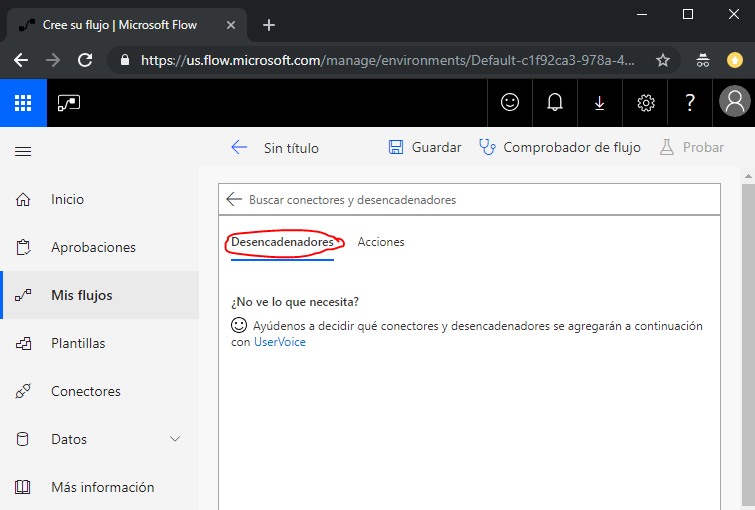 Cree su flujo | Microsoft Flow
https://us.flow.microsoft.com/manage/environments/Default-c1f92ca3-978a-4...
Sin título
Guardar
Comprobador de flujo
Probar
Inicio
Aprobaciones
Mis flujos
Plantillas
Conectores
Datos
Más información
Buscar conectores y desencadenadores
Desencadenadores
Acciones
¿No ve lo que necesita?
Ayúdenos a decidir qué conectores y desencadenadores se agregarán a continuación
con UserVoice